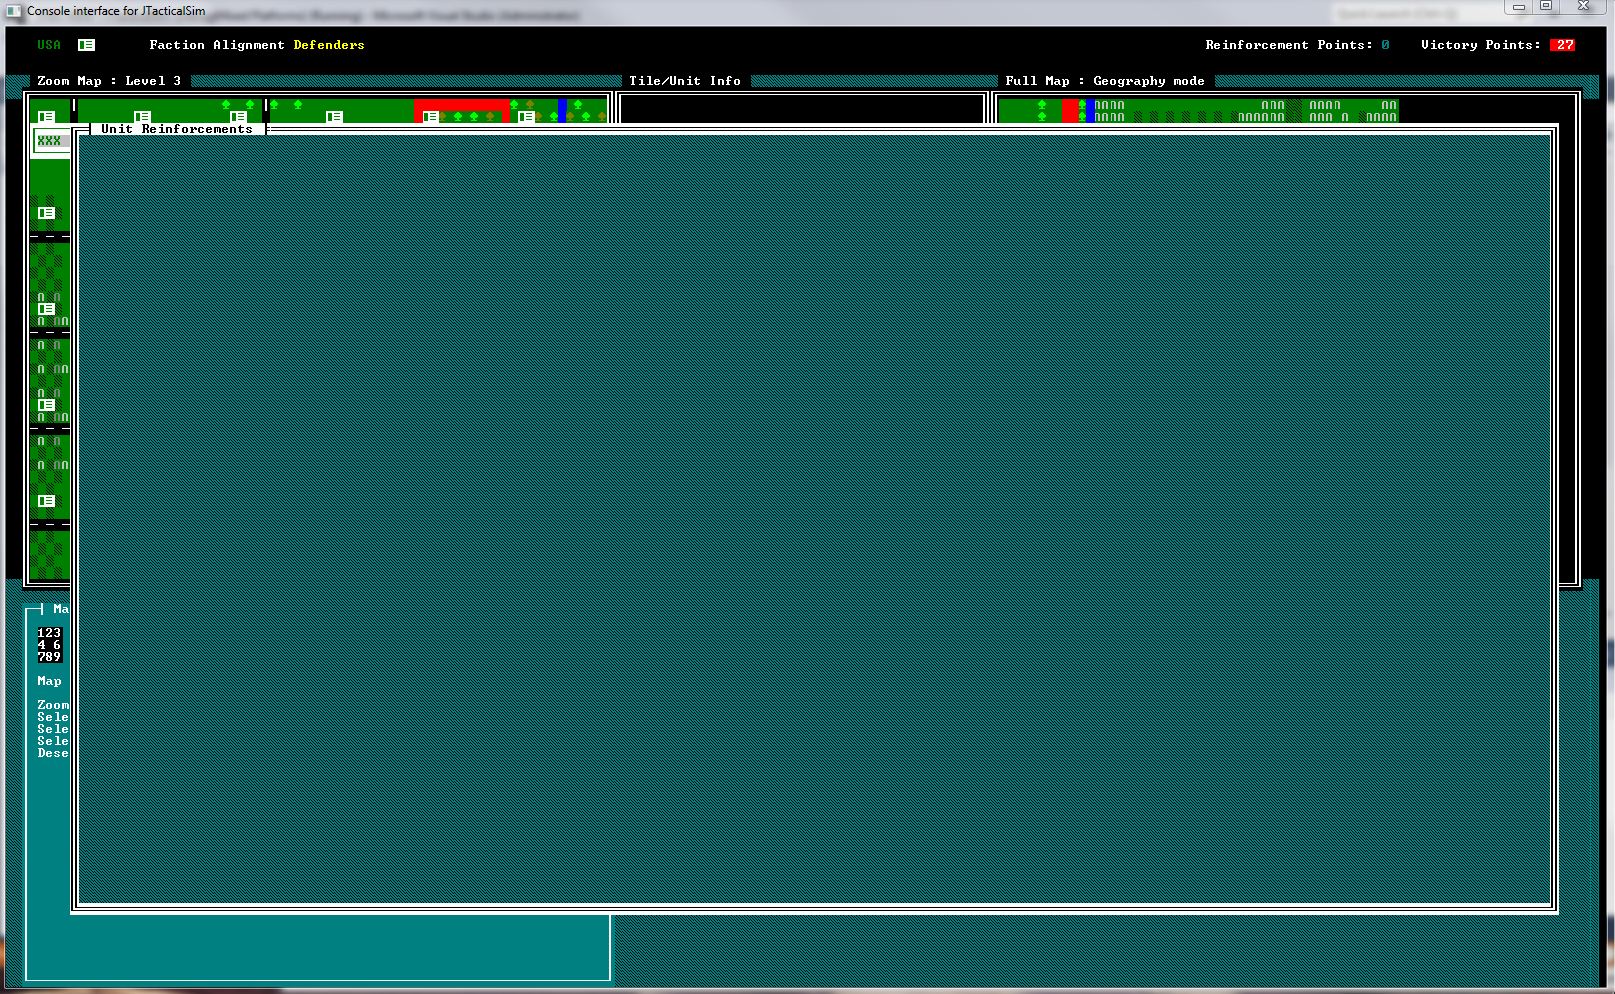 Console interface for JTacticalSim
USA Faction Alignment Defenders Reinforcement Points: 0 Victory Points: 27
Zoom Map : Level 3 Tile/Unit Info Full Map : Geography mode
Unit Reinforcements
XXX
Ma
123
4 6
789
Map
Zoom
Sele
Sele
Sele
Dese